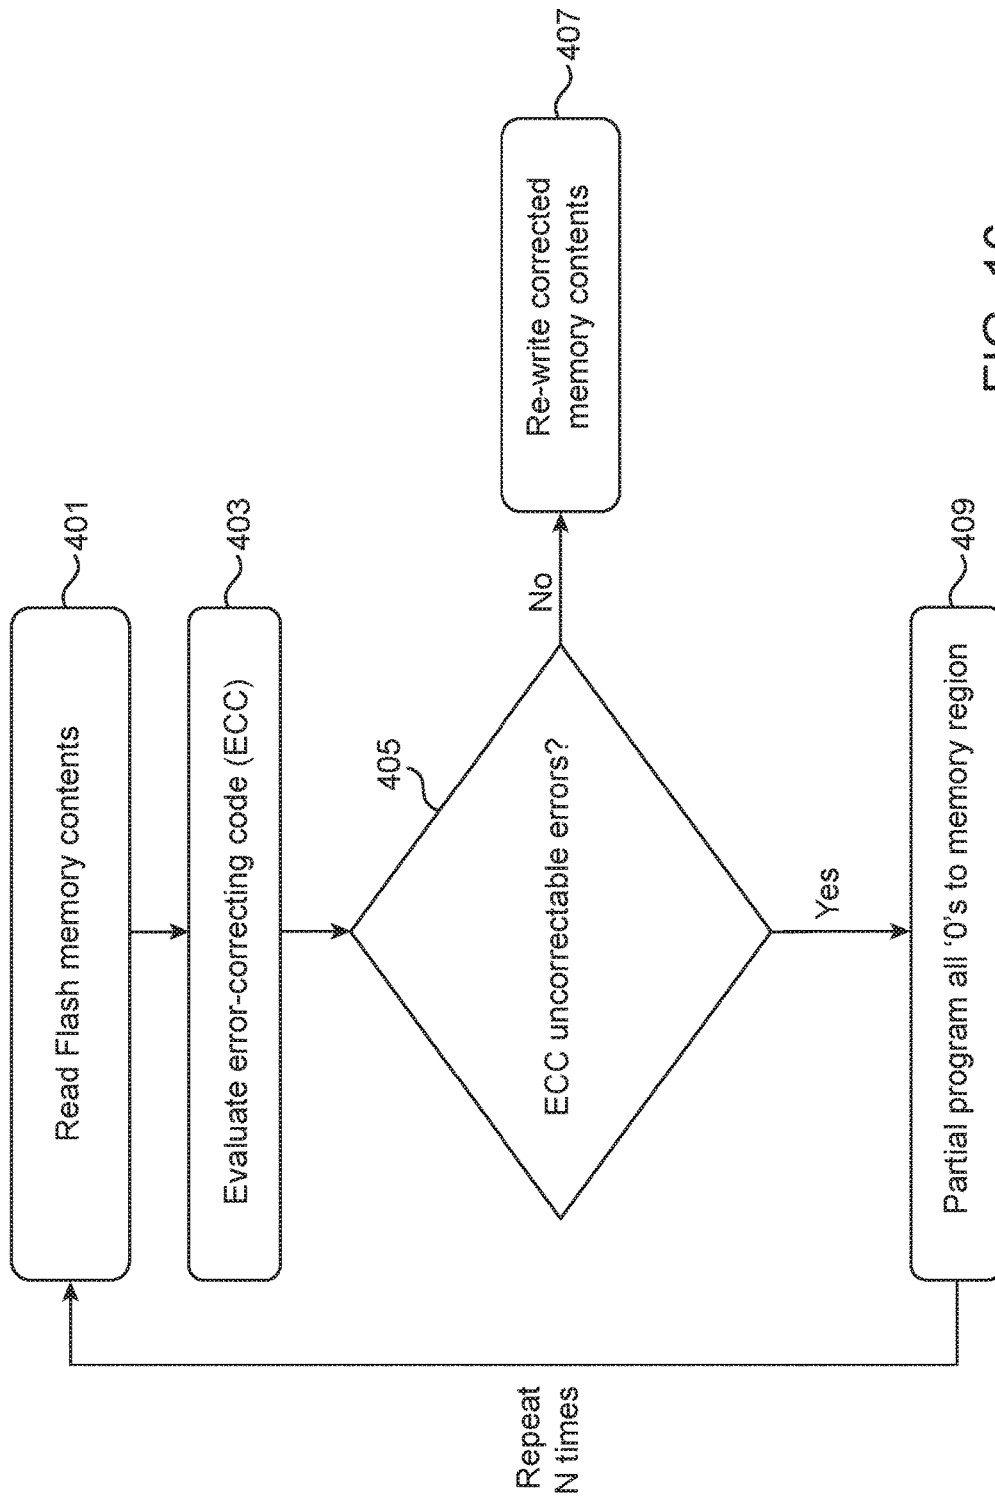 401
Read Flash memory contents
403
Evaluate error-correcting code (ECC)
405
ECC uncorrectable errors?
No
407
Re-write corrected
memory contents
Yes
409
Partial program all ‘0’s to memory region
Repeat
N times